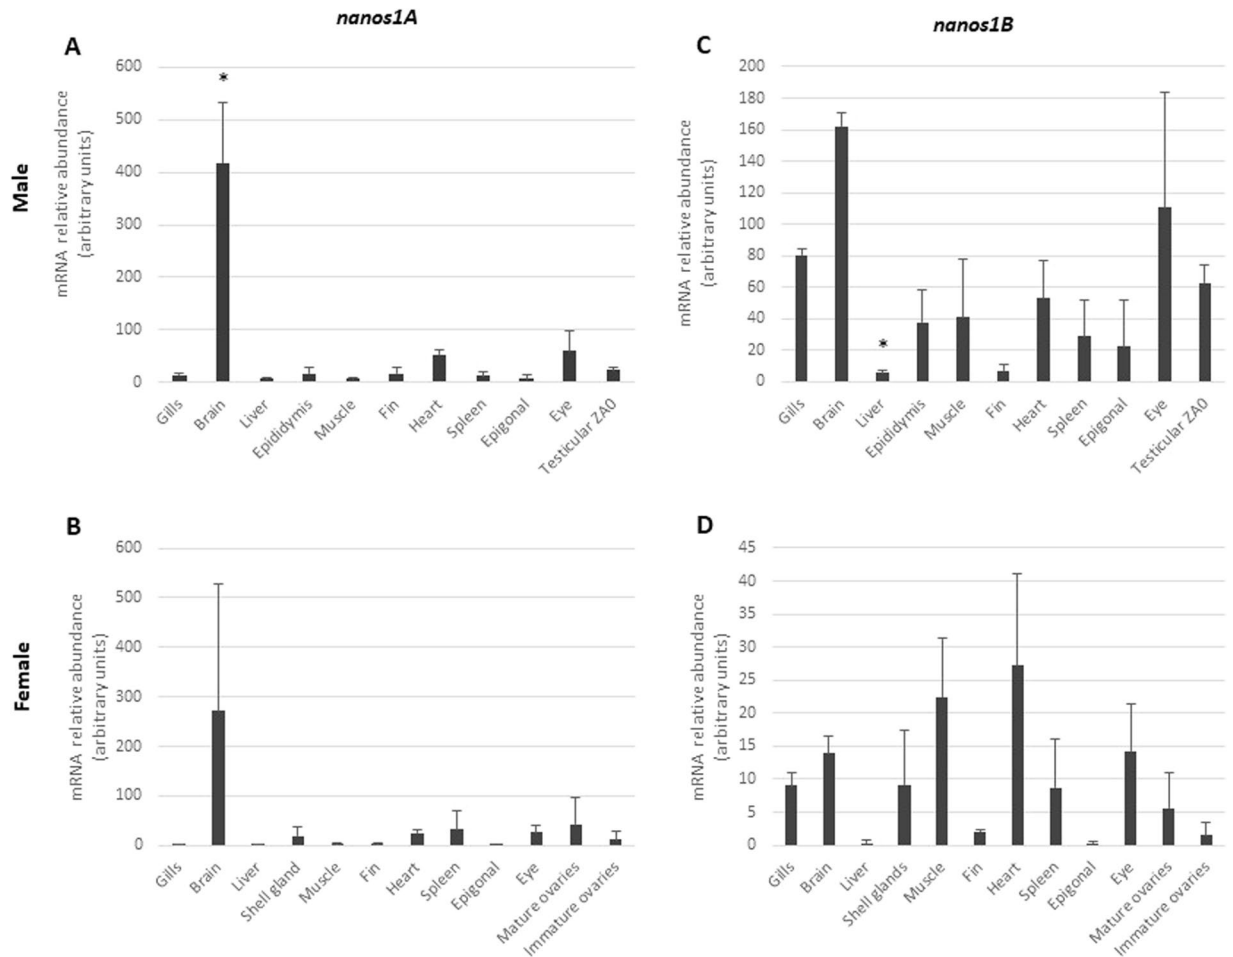 nanos1A
nanos1B
A
C
Male
mRNA relative abundance
(arbitrary units)
600
500
400
300
200
100
0
*
Gills
Brain
Liver
Epididymis
Muscle
Fin
Heart
Spleen
Epigonal
Eye
Testicular ZA0
mRNA relative abundance
(arbitrary units)
200
180
160
140
120
100
80
60
40
20
0
*
Gills
Brain
Liver
Epididymis
Muscle
Fin
Heart
Spleen
Epigonal
Eye
Testicular ZA0
B
D
Female
mRNA relative abundance
(arbitrary units)
600
500
400
300
200
100
0
Gills
Brain
Liver
Shell gland
Muscle
Fin
Heart
Spleen
Epigonal
Eye
Mature ovaries
Immature ovaries
mRNA relative abundance
(arbitrary units)
45
40
35
30
25
20
15
10
5
0
Gills
Brain
Liver
Shell glands
Muscle
Fin
Heart
Spleen
Epigonal
Eye
Mature ovaries
Immature ovaries